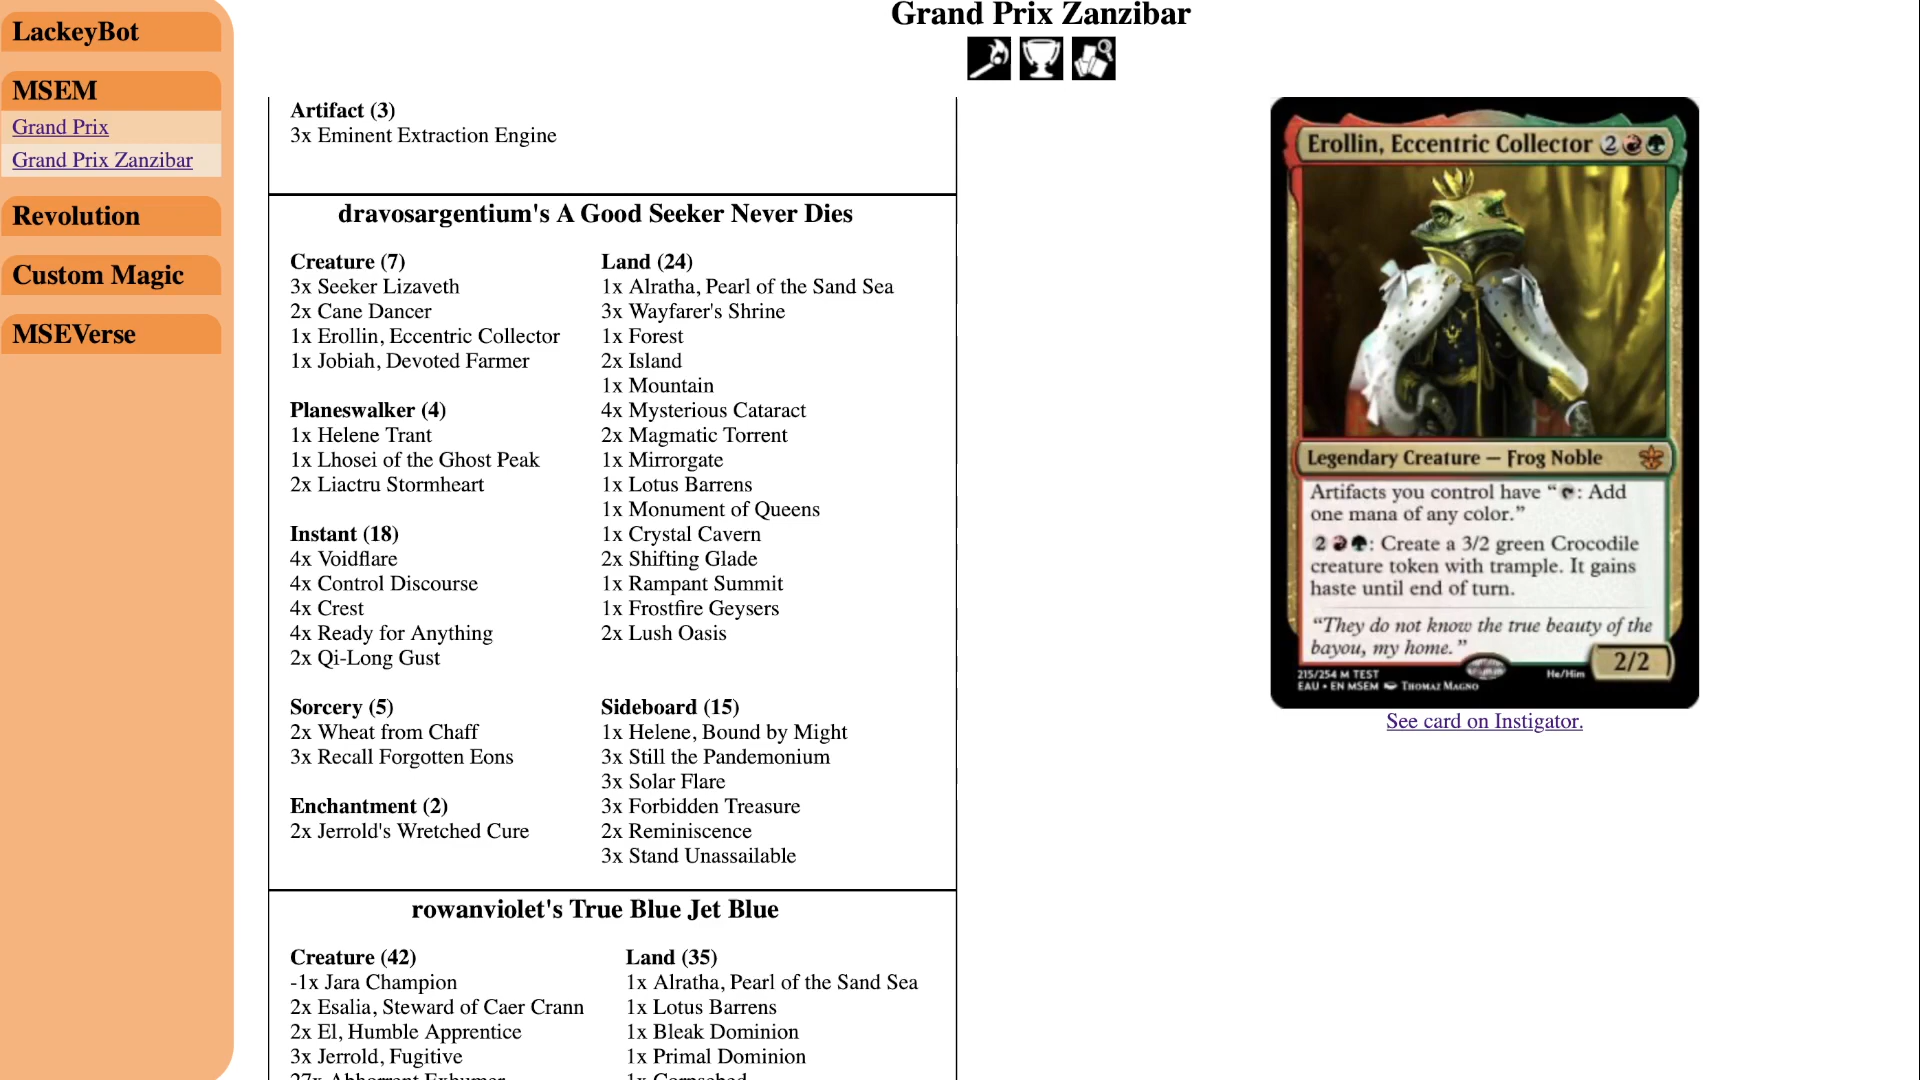 LackeyBot
MSEM
Grand Prix
Grand Prix Zanzibar
Revolution
Custom Magic
MSEVerse
Grand Prix Zanzibar
Artifact (3)
3x Eminent Extraction Engine
dravosargentium's A Good Seeker Never Dies
Creature (7)
3x Seeker Lizaveth
2x Cane Dancer
1x Erollin, Eccentric Collector
1x Jobiah, Devoted Farmer
Planeswalker (4)
1x Helene Trant
1x Lhosei of the Ghost Peak
2x Liactru Stormheart
Instant (18)
4x Voidflare
4x Control Discourse
4x Crest
4x Ready for Anything
2x Qi-Long Gust
Sorcery (5)
2x Wheat from Chaff
3x Recall Forgotten Eons
Enchantment (2)
2x Jerrold's Wretched Cure
Land (24)
1x Alratha, Pearl of the Sand Sea
3x Wayfarer's Shrine
1x Forest
2x Island
1x Mountain
4x Mysterious Cataract
2x Magmatic Torrent
1x Mirrorgate
1x Lotus Barrens
1x Monument of Queens
1x Crystal Cavern
2x Shifting Glade
1x Rampant Summit
1x Frostfire Geysers
2x Lush Oasis
Sideboard (15)
1x Helene, Bound by Might
3x Still the Pandemonium
3x Solar Flare
3x Forbidden Treasure
2x Reminiscence
3x Stand Unassailable
rowanviolet's True Blue Jet Blue
Creature (42)
-1x Jara Champion
2x Esalia, Steward of Caer Crann
2x El, Humble Apprentice
3x Jerrold, Fugitive
27x Abhorrent Exhumer
Land (35)
1x Alratha, Pearl of the Sand Sea
1x Lotus Barrens
1x Bleak Dominion
1x Primal Dominion
1x Corpsebed
Erollin, Eccentric Collector 2
Legendary Creature — Frog Noble
Artifacts you control have “: Add
one mana of any color.”
2 : Create a 3/2 green Crocodile
creature token with trample. It gains
haste until end of turn.
“They do not know the true beauty of the
bayou, my home.”
2/2
215/254 M TEST
He/Him
EAU • EN MSEM Thomaz Magno
See card on Instigator.